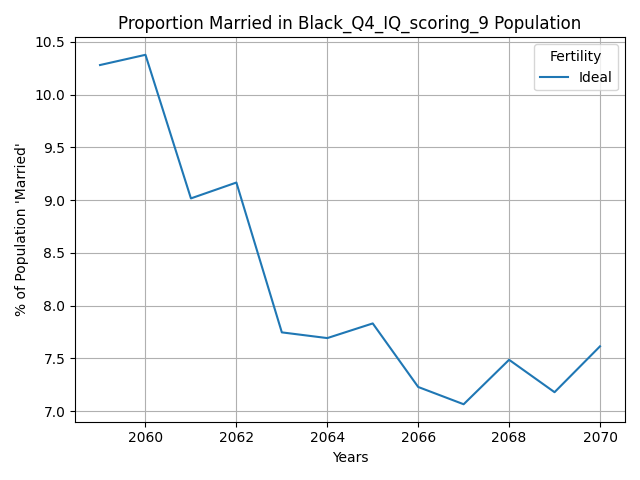 Proportion Married in Black_Q4_IQ_scoring_9 Population
10.5
10.0
9.5
9.0
8.5
8.0
7.5
7.0
% of Population 'Married'
Fertility
Ideal
2060 2062 2064 2066 2068 2070
Years